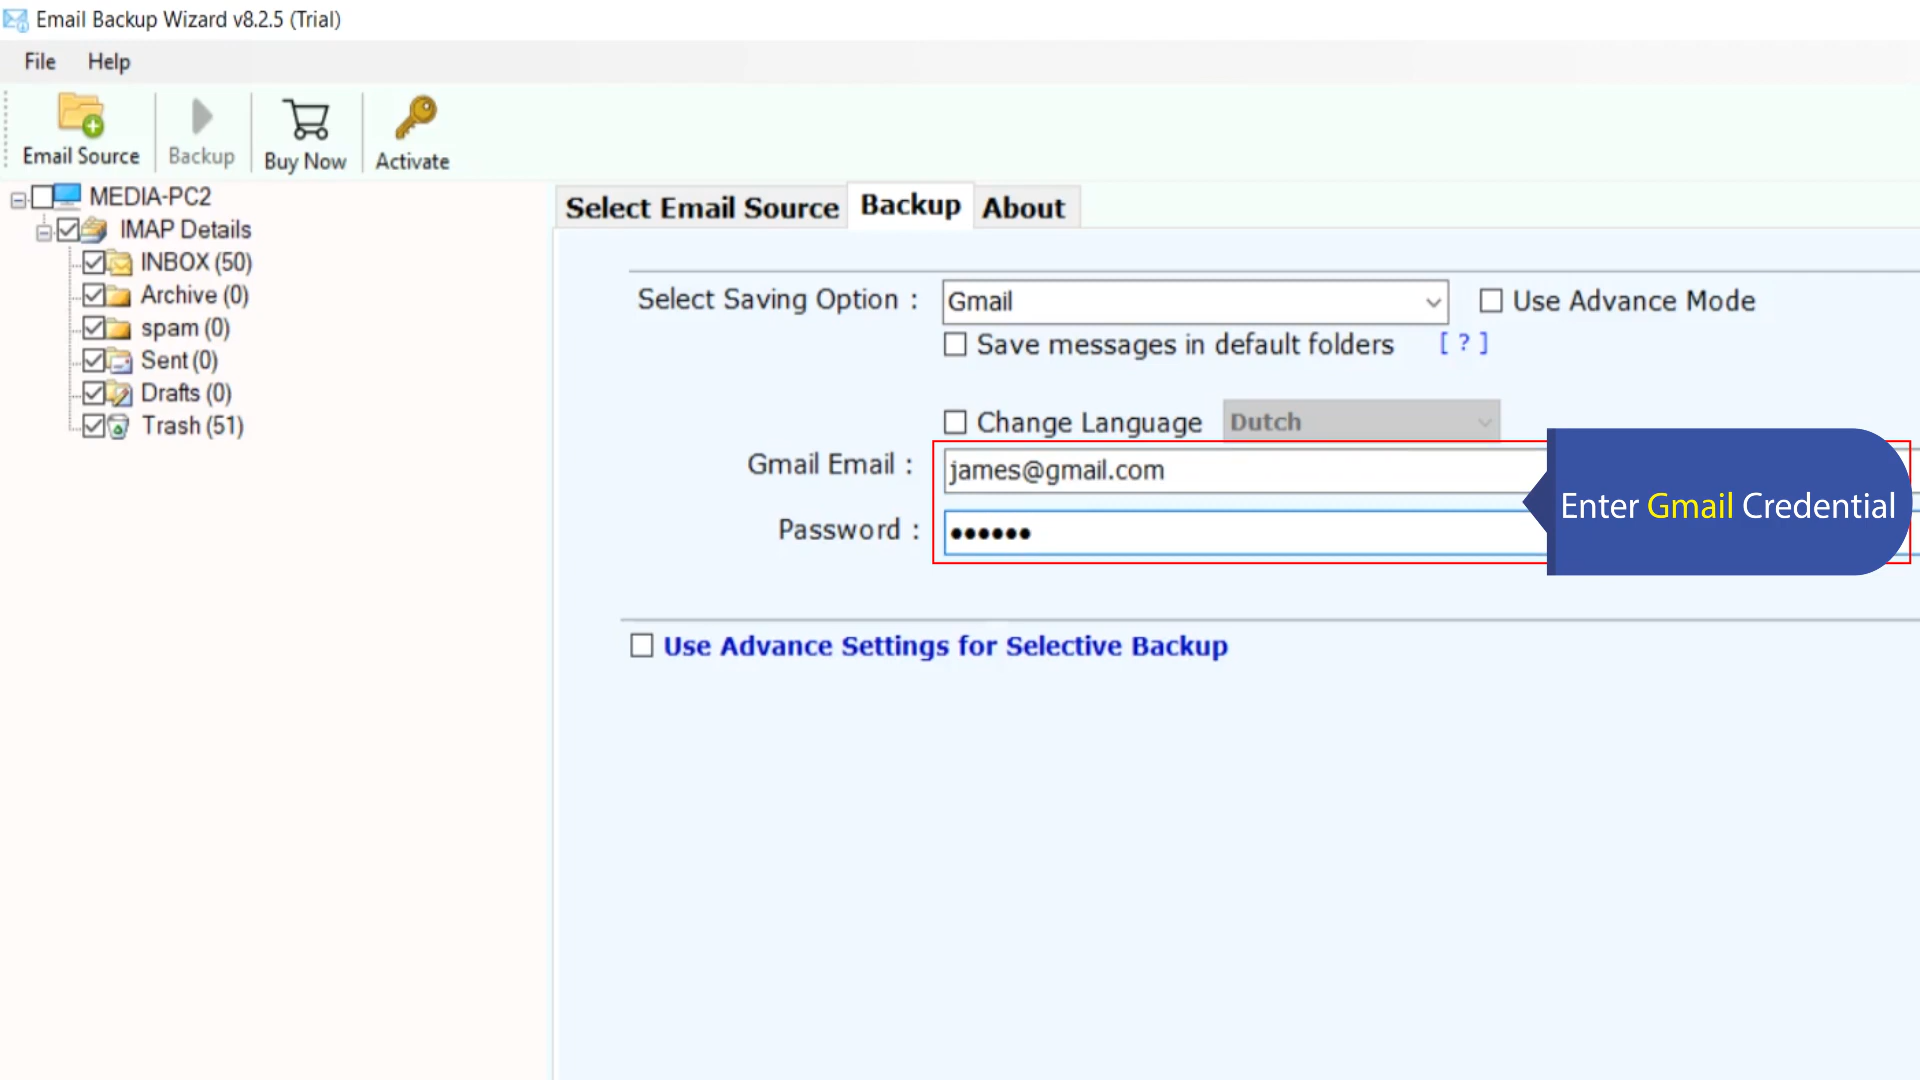 Email Backup Wizard v8.2.5 (Trial)
File Help
Email Source Backup Buy Now Activate
MEDIA-PC2
IMAP Details
INBOX (50)
Archive (0)
spam (0)
Sent (0)
Drafts (0)
Trash (51)
Select Email Source Backup About
Select Saving Option : Gmail Use Advance Mode
Save messages in default folders [ ? ]
Change Language Dutch
Gmail Email : james@gmail.com
Password : ●●●●●●
Enter Gmail Credential
Use Advance Settings for Selective Backup